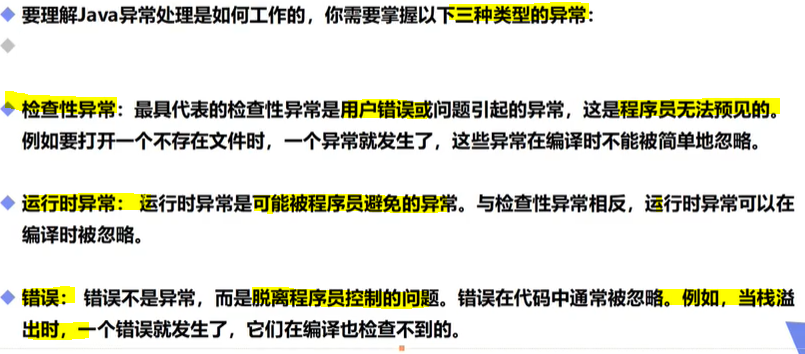 要理解Java异常处理是如何工作的，你需要掌握以下三种类型的异常：
检查性异常：最具代表的检查性异常是用户错误或问题引起的异常，这是程序员无法预见的。
例如要打开一个不存在文件时，一个异常就发生了，这些异常在编译时不能被简单地忽略。
运行时异常： 运行时异常是可能被程序员避免的异常。与检查性异常相反，运行时异常可以在
编译时被忽略。
错误： 错误不是异常，而是脱离程序员控制的问题。错误在代码中通常被忽略。例如，当栈溢
出时，一个错误就发生了，它们在编译也检查不到的。